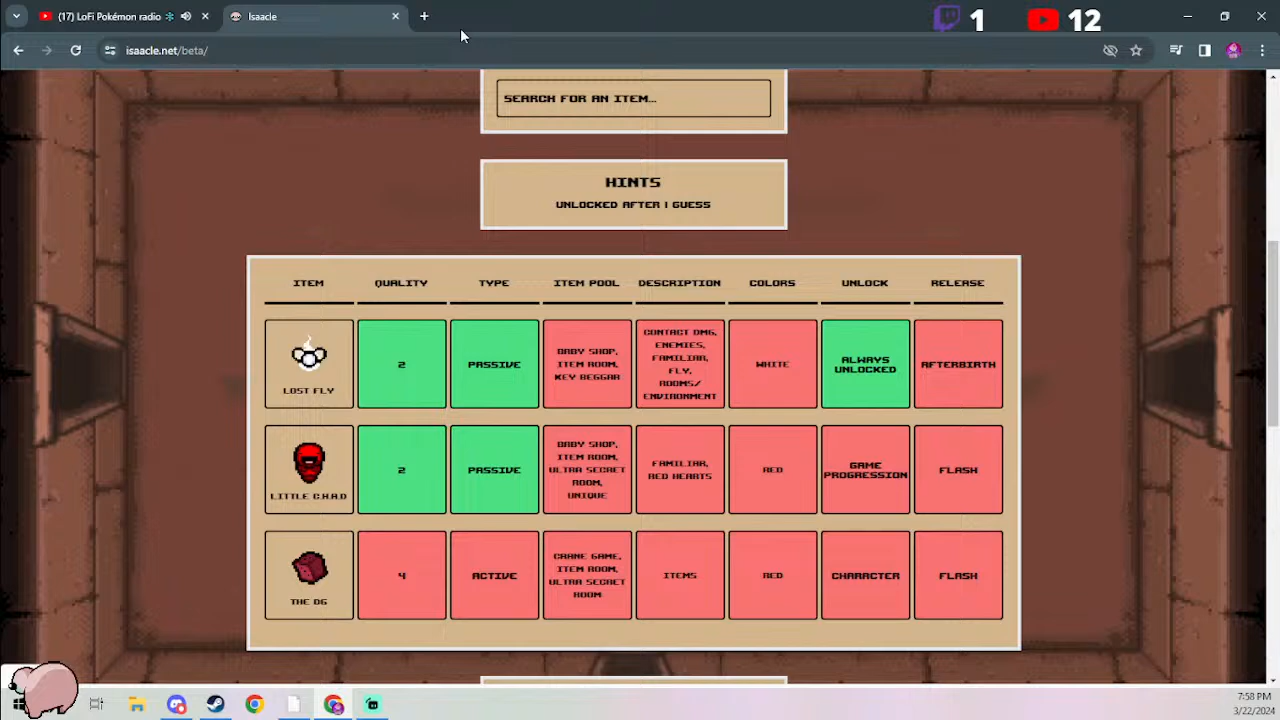 (17) LoFi Pokémon radio
Isaacle
1
12
isaacle.net/beta/
SEARCH FOR AN ITEM...
HINTS
UNLOCKED AFTER 1 GUESS
ITEM QUALITY TYPE ITEM POOL DESCRIPTION COLORS UNLOCK RELEASE
LOST FLY
2
PASSIVE
BABY SHOP,
ITEM ROOM,
KEY BEGGAR
CONTACT DMG,
ENEMIES,
FAMILIAR,
FLY,
ROOMS/
ENVIRONMENT
WHITE
ALWAYS
UNLOCKED
AFTERBIRTH
LITTLE C.H.A.D
2
PASSIVE
BABY SHOP,
ITEM ROOM,
ULTRA SECRET
ROOM,
UNIQUE
FAMILIAR,
RED HEARTS
RED
GAME
PROGRESSION
FLASH
THE D6
4
ACTIVE
CRANE GAME,
ITEM ROOM,
ULTRA SECRET
ROOM
ITEMS
RED
CHARACTER
FLASH
7:58 PM
3/22/2024